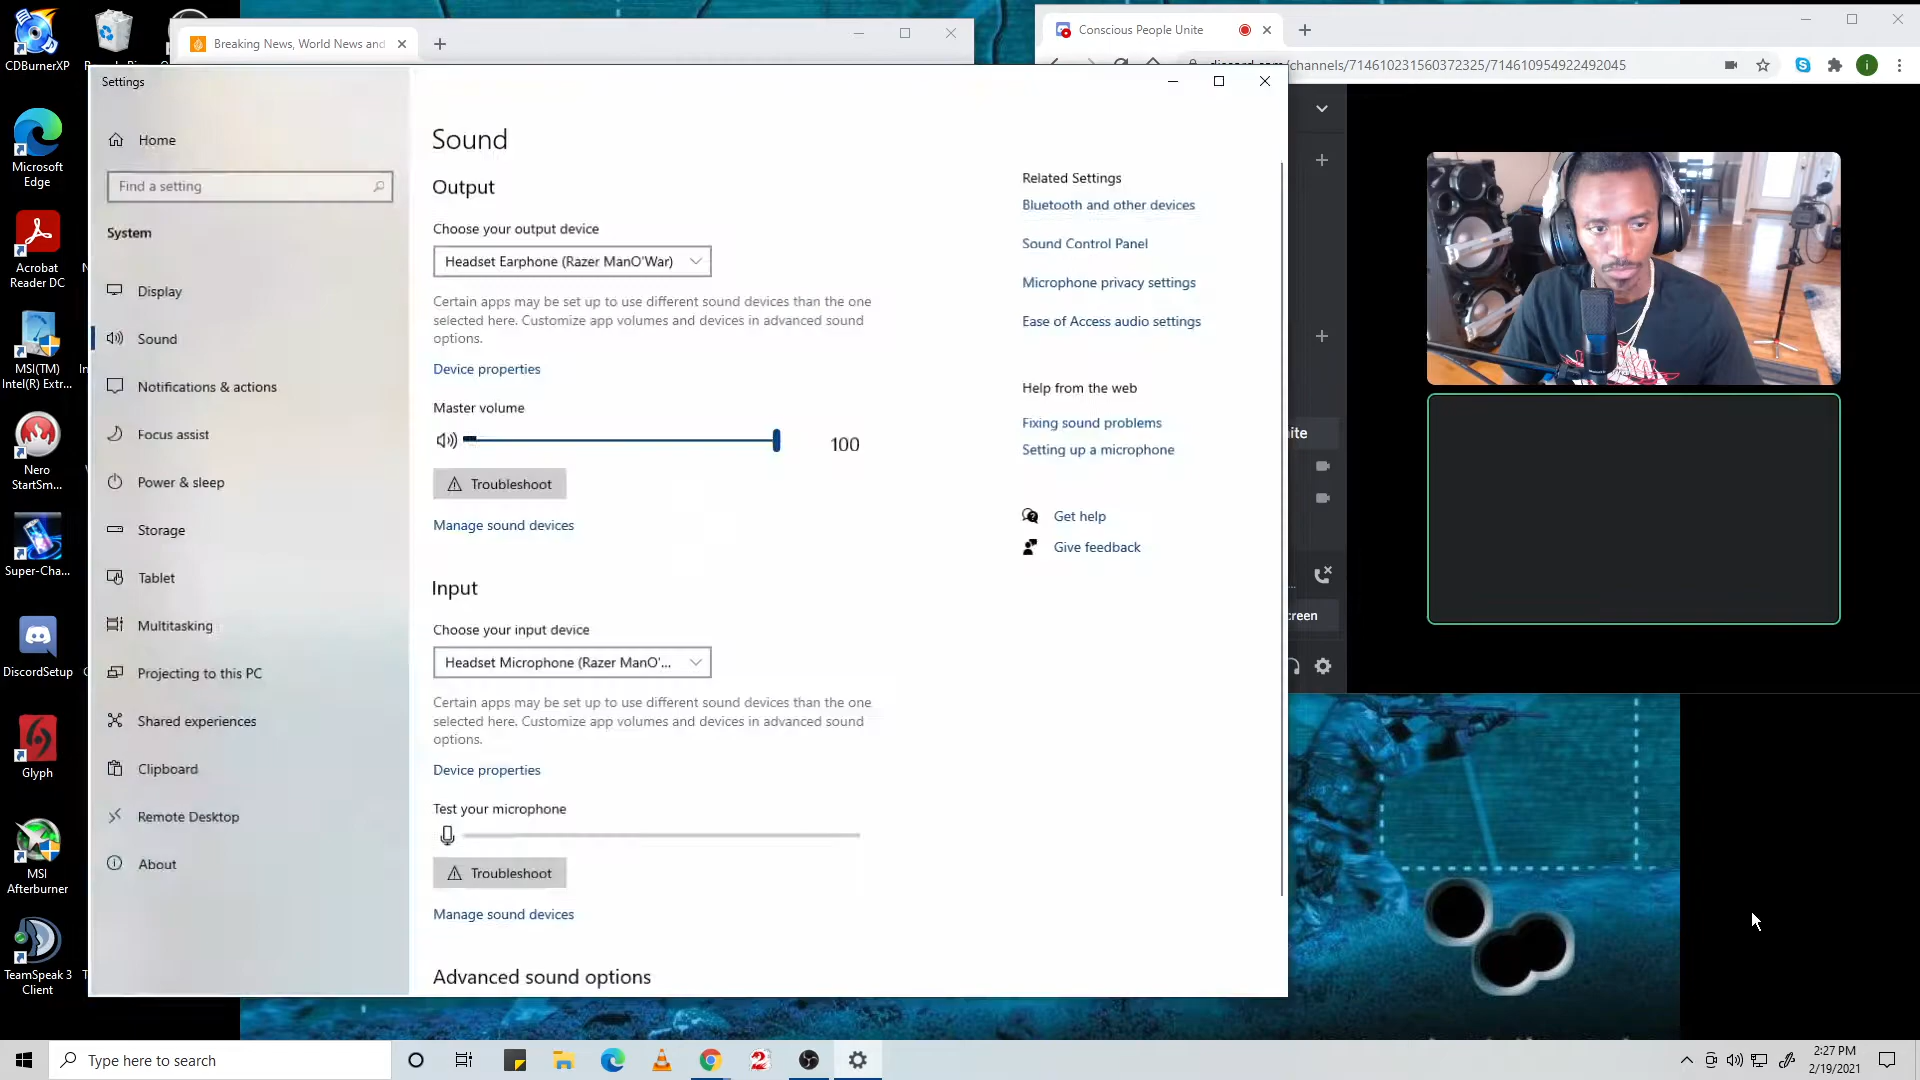 CDBurnerXP
Microsoft
Edge
Acrobat
Reader DC
MSI(TM)
Intel(R) Extr...
Nero
StartSm...
Super-Cha...
DiscordSetup
Glyph
MSI
Afterburner
TeamSpeak 3
Client
Breaking News, World News and
Conscious People Unite
/channels/714610231560372325/714610954922492045
i
Settings
Home
Find a setting
System
Display
Sound
Notifications & actions
Focus assist
Power & sleep
Storage
Tablet
Multitasking
Projecting to this PC
Shared experiences
Clipboard
Remote Desktop
About
Sound
Output
Choose your output device
Headset Earphone (Razer ManO'War)
Certain apps may be set up to use different sound devices than the one
selected here. Customize app volumes and devices in advanced sound
options.
Device properties
Master volume
100
Troubleshoot
Manage sound devices
Input
Choose your input device
Headset Microphone (Razer ManO'...
Certain apps may be set up to use different sound devices than the one
selected here. Customize app volumes and devices in advanced sound
options.
Device properties
Test your microphone
Troubleshoot
Manage sound devices
Advanced sound options
Related Settings
Bluetooth and other devices
Sound Control Panel
Microphone privacy settings
Ease of Access audio settings
Help from the web
Fixing sound problems
Setting up a microphone
Get help
Give feedback
ite
creen
Type here to search
2:27 PM
2/19/2021